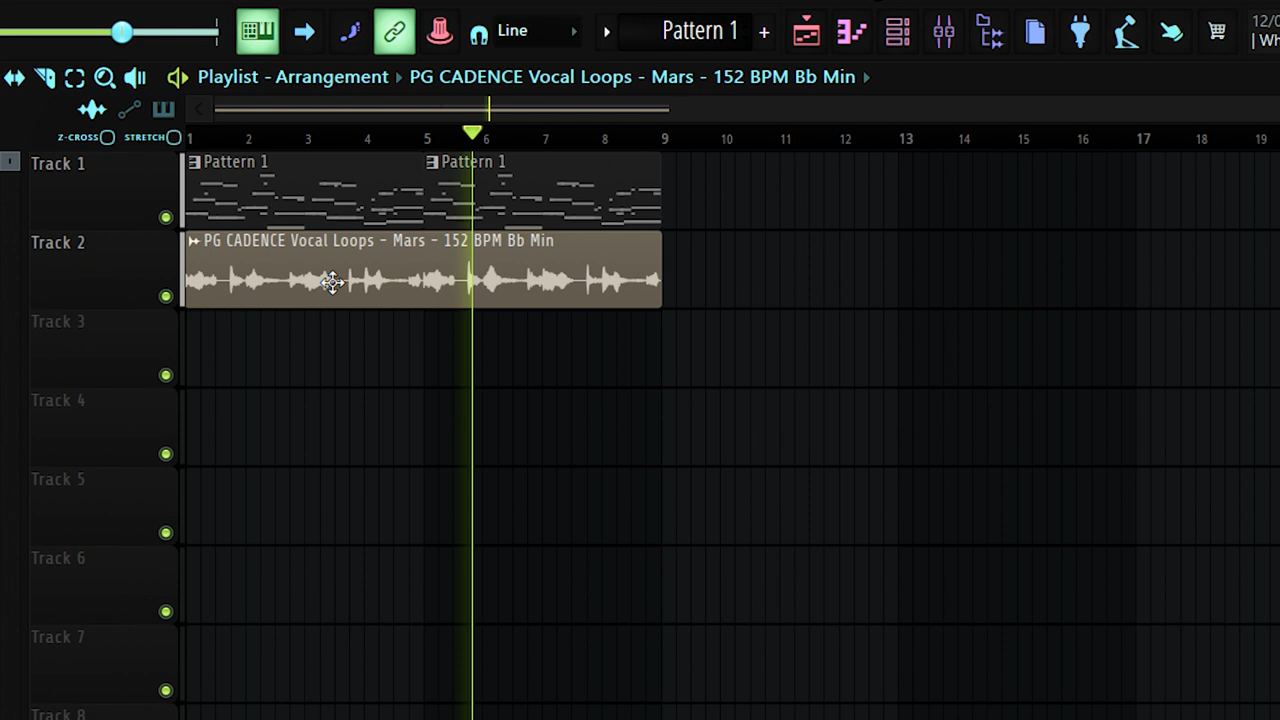 Line
Pattern 1
+
12/0
| Wh
Playlist - Arrangement ▸ PG CADENCE Vocal Loops - Mars - 152 BPM Bb Min ▸
Z-CROSS STRETCH
1 2 3 4 5 6 7 8 9 10 11 12 13 14 15 16 17 18 19
Track 1
Pattern 1 Pattern 1
Track 2
PG CADENCE Vocal Loops - Mars - 152 BPM Bb Min
Track 3
Track 4
Track 5
Track 6
Track 7
Track 8